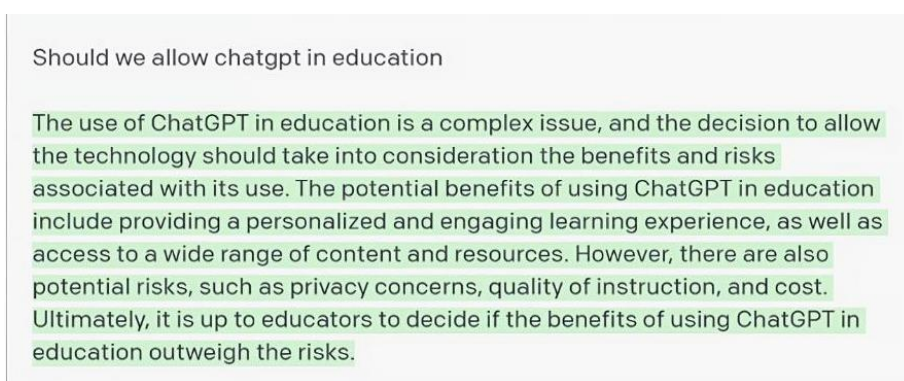 Should we allow chatgpt in education
The use of ChatGPT in education is a complex issue, and the decision to allow
the technology should take into consideration the benefits and risks
associated with its use. The potential benefits of using ChatGPT in education
include providing a personalized and engaging learning experience, as well as
access to a wide range of content and resources. However, there are also
potential risks, such as privacy concerns, quality of instruction, and cost.
Ultimately, it is up to educators to decide if the benefits of using ChatGPT in
education outweigh the risks.